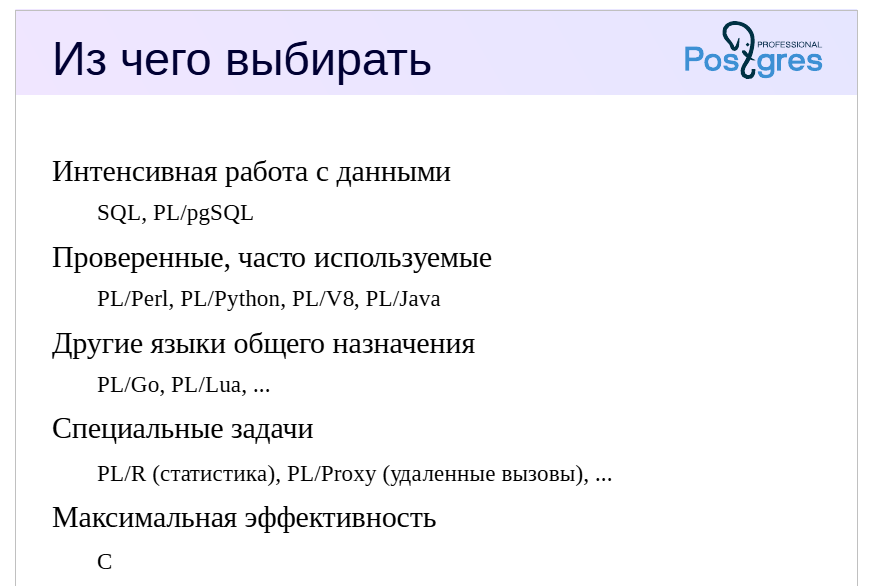 Из чего выбирать
PROFESSIONAL
Postgres
Интенсивная работа с данными
SQL, PL/pgSQL
Проверенные, часто используемые
PL/Perl, PL/Python, PL/V8, PL/Java
Другие языки общего назначения
PL/Go, PL/Lua, ...
Специальные задачи
PL/R (статистика), PL/Proxy (удаленные вызовы), ...
Максимальная эффективность
C